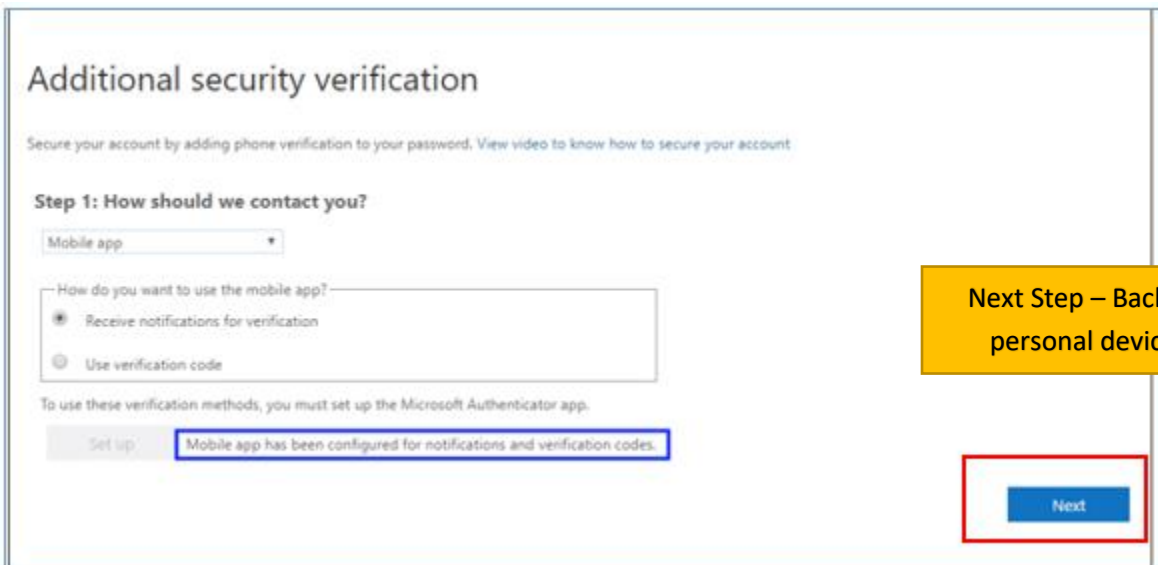 Additional security verification
Secure your account by adding phone verification to your password. View video to know how to secure your account
Step 1: How should we contact you?
Mobile app
How do you want to use the mobile app?
Receive notifications for verification
Use verification code
To use these verification methods, you must set up the Microsoft Authenticator app.
Set up
Mobile app has been configured for notifications and verification codes.
Next Step –
personal
Next